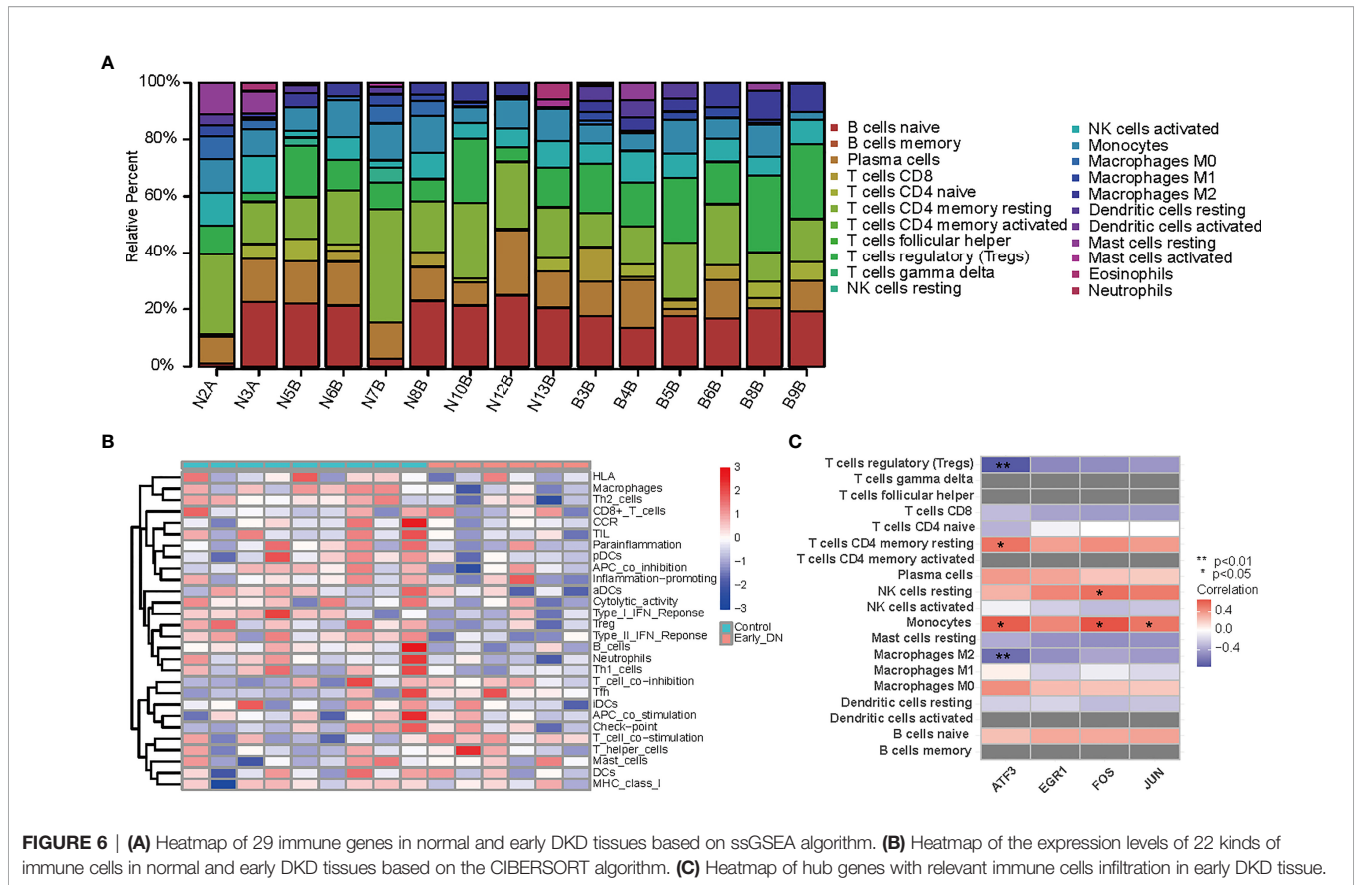 A
100%
80%
60%
40%
20%
0%
Relative Percent
N2A
N3A
N5B
N6B
N7B
N8B
N10B
N12B
N13B
B3B
B4B
B5B
B6B
B8B
B9B
B cells naive
B cells memory
Plasma cells
T cells CD8
T cells CD4 naive
T cells CD4 memory resting
T cells CD4 memory activated
T cells follicular helper
T cells regulatory (Tregs)
T cells gamma delta
NK cells resting
NK cells activated
Monocytes
Macrophages M0
Macrophages M1
Macrophages M2
Dendritic cells resting
Dendritic cells activated
Mast cells resting
Mast cells activated
Eosinophils
Neutrophils
B
HLA
Macrophages
Th2_cells
CD8+_T_cells
CCR
TIL
Parainflammation
pDCs
APC_co_inhibition
Inflammation-promoting
aDCs
Cytolytic_activity
Type_I_IFN_Reponse
Treg
Type_II_IFN_Reponse
B_cells
Neutrophils
Th1_cells
T_cell_co-inhibition
Tfh
iDCs
APC_co_stimulation
Check-point
T_cell_co-stimulation
T_helper_cells
Mast_cells
DCs
MHC_class_I
3
2
1
0
-1
-2
-3
Control
Early_DN
C
T cells regulatory (Tregs)
T cells gamma delta
T cells follicular helper
T cells CD8
T cells CD4 naive
T cells CD4 memory resting
T cells CD4 memory activated
Plasma cells
NK cells resting
NK cells activated
Monocytes
Mast cells resting
Macrophages M2
Macrophages M1
Macrophages M0
Dendritic cells resting
Dendritic cells activated
B cells naive
B cells memory
**
*
*
* * *
**
ATF3
EGR1
FOS
JUN
** p<0.01
* p<0.05
Correlation
0.4
0.0
-0.4
FIGURE 6 | (A) Heatmap of 29 immune genes in normal and early DKD tissues based on ssGSEA algorithm. (B) Heatmap of the expression levels of 22 kinds of
immune cells in normal and early DKD tissues based on the CIBERSORT algorithm. (C) Heatmap of hub genes with relevant immune cells infiltration in early DKD tissue.